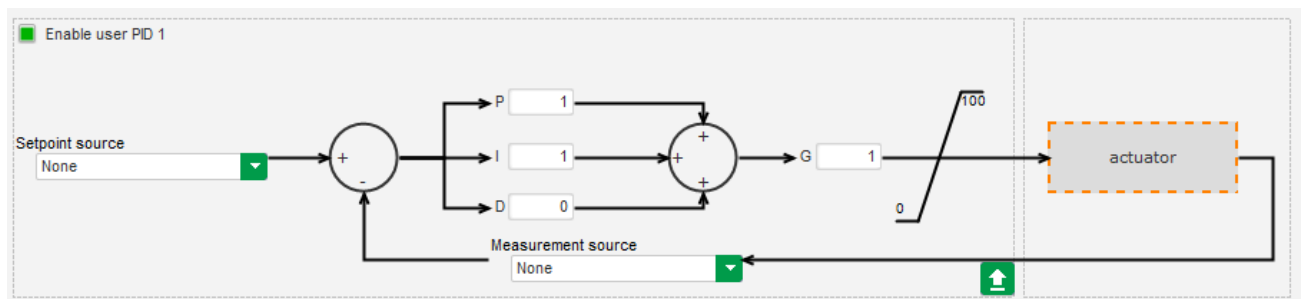 Enable user PID 1
P 1
100
Setpoint source
None
+
-
I 1
+
+
+
G 1
actuator
D 0
0
Measurement source
None